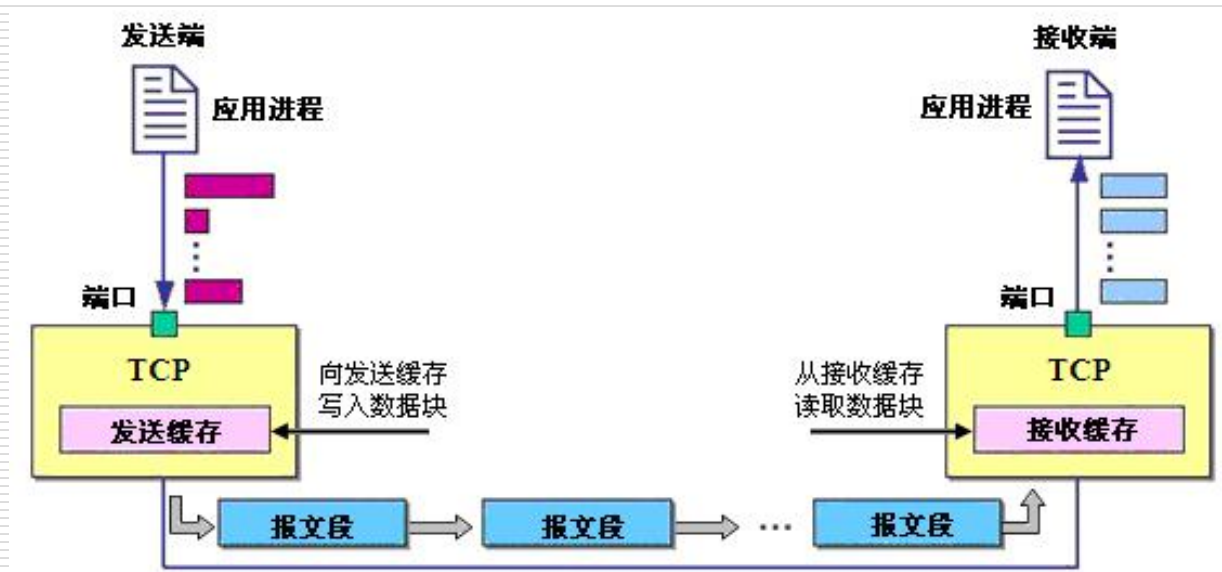 发送端
接收端
应用进程
应用进程
端口
端口
TCP
TCP
向发送缓存
写入数据块
从接收缓存
读取数据块
发送缓存
接收缓存
报文段
报文段
…
报文段